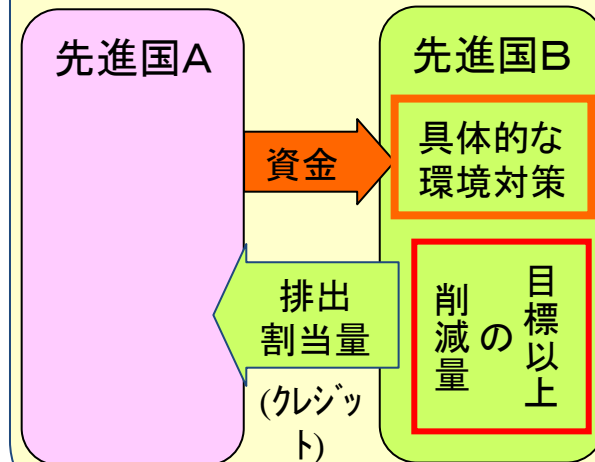 先進国Ａ
先進国Ｂ
資金
具体的な
環境対策
排出
割当量
(ｸﾚｼﾞｯ
ﾄ)
目標以上
の
削減量